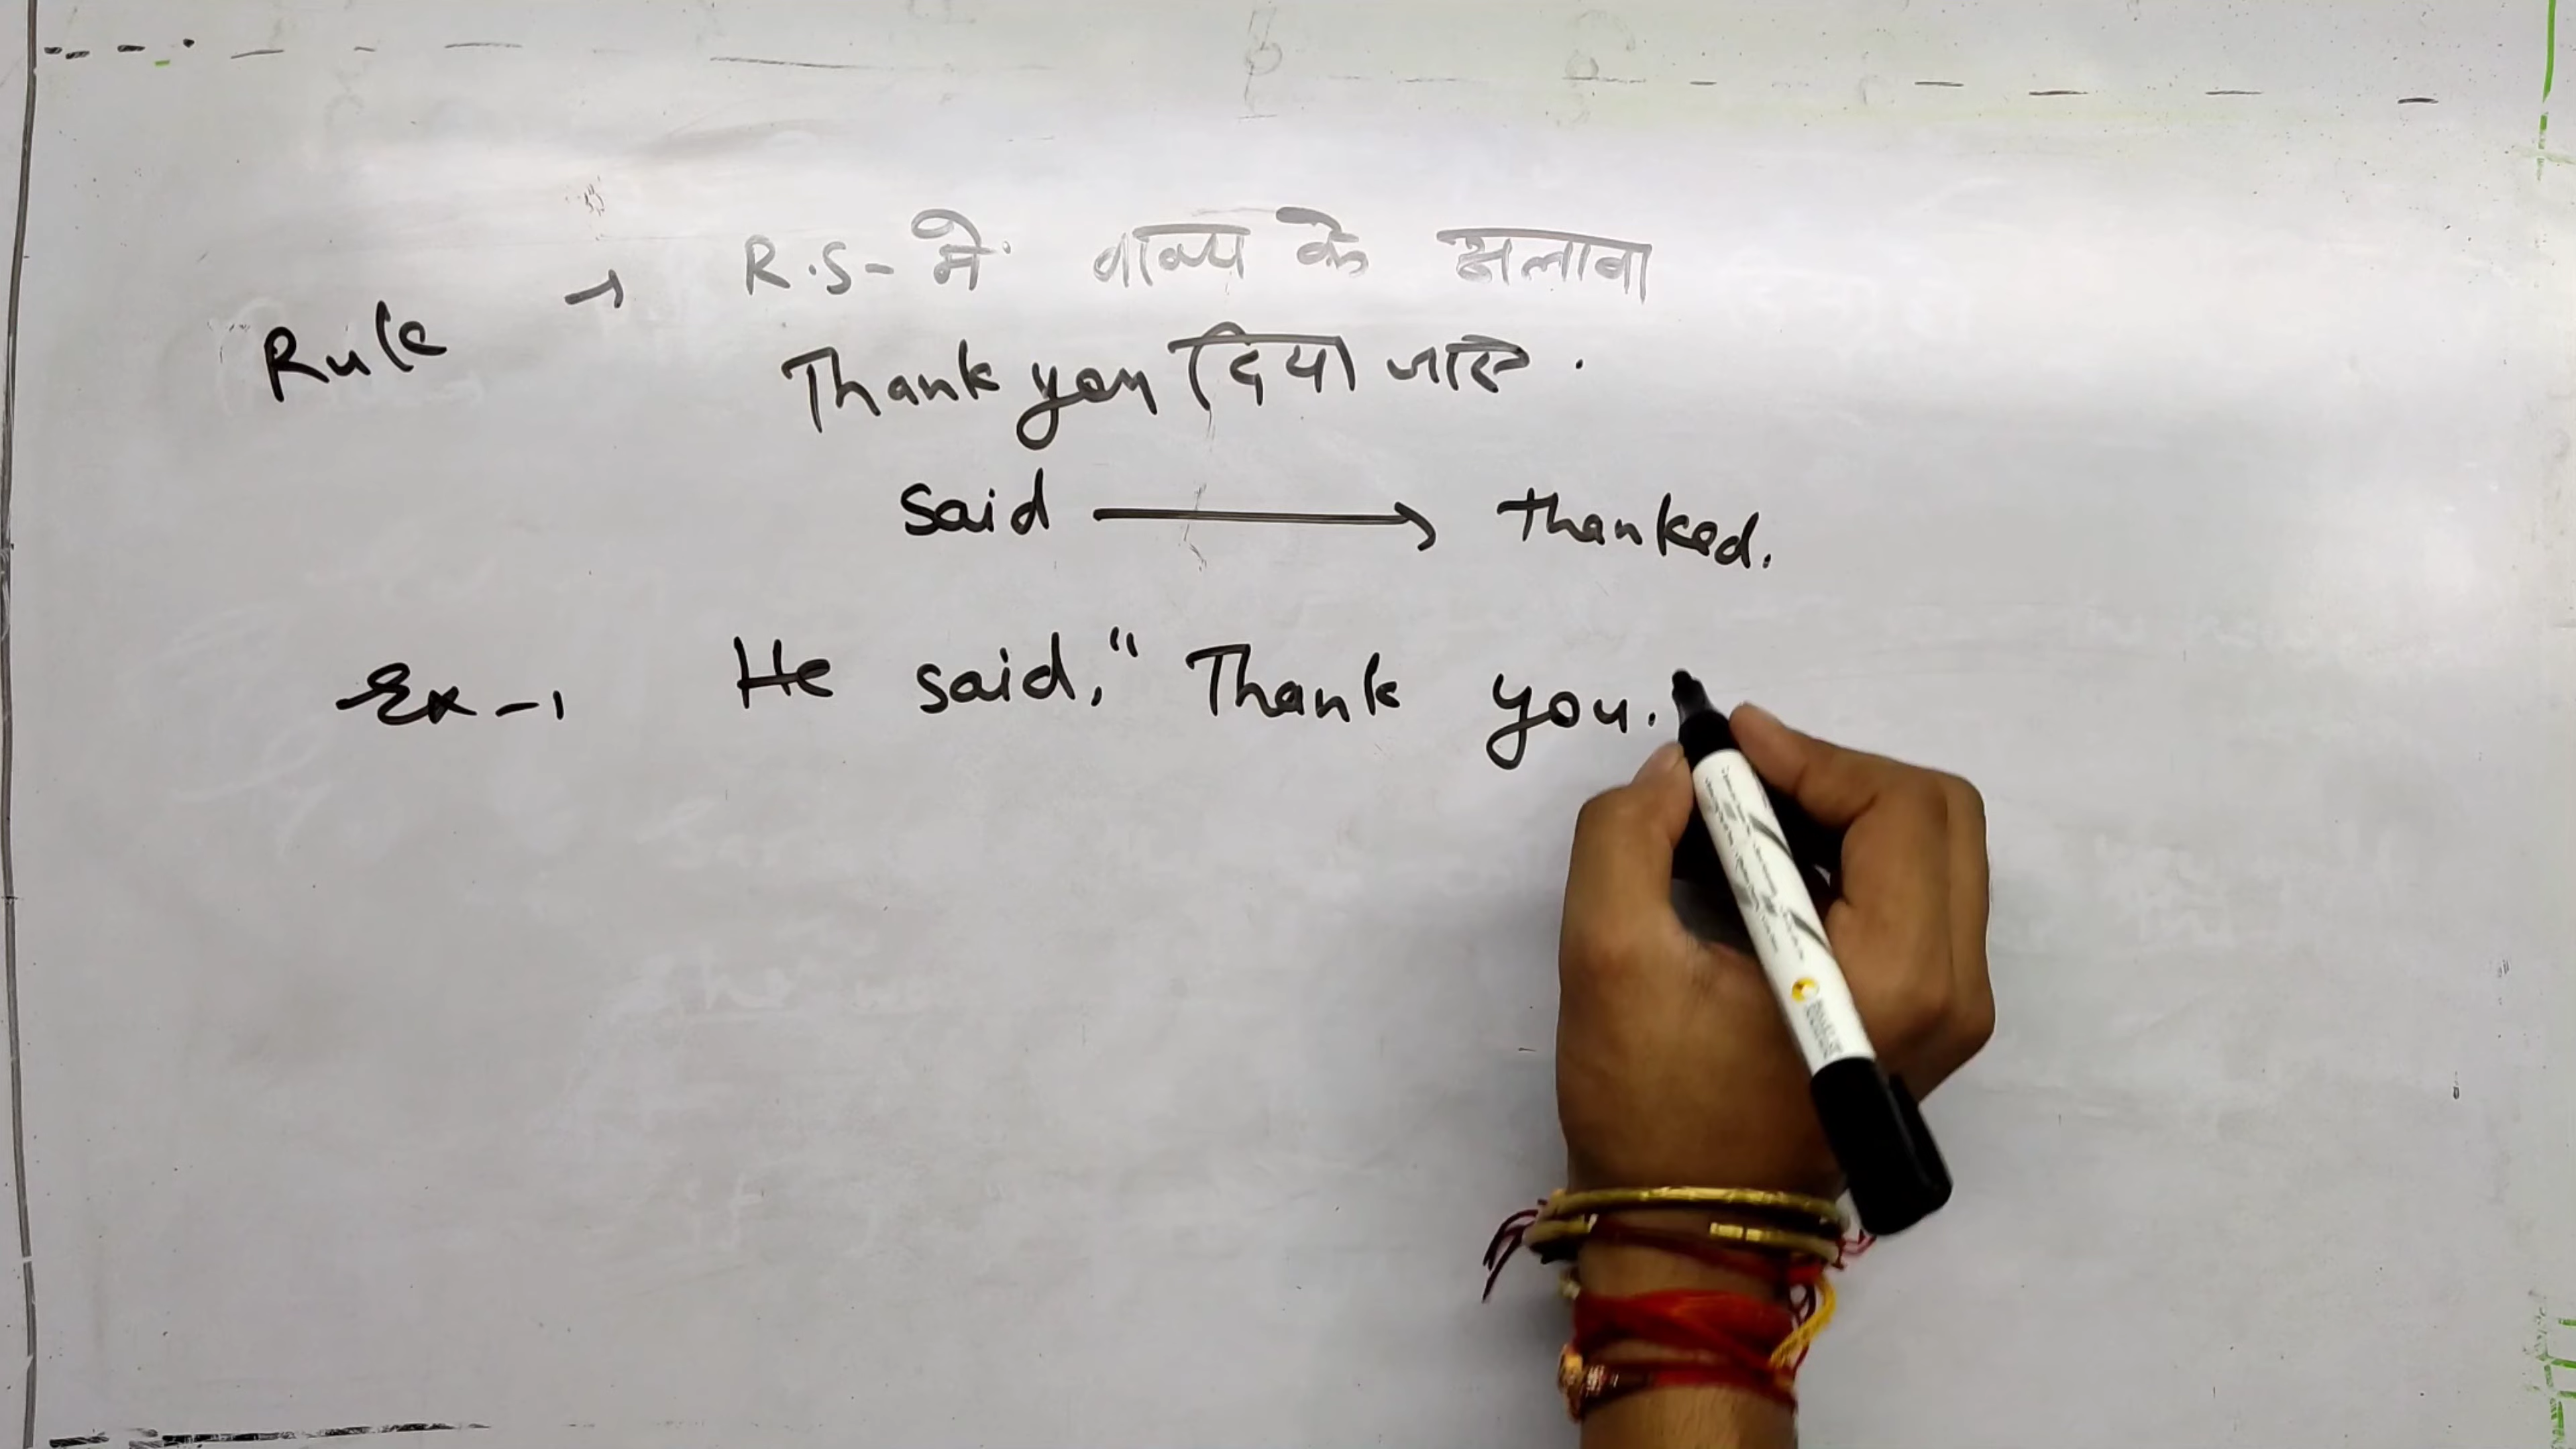 Rule → R.S - में वाक्य के अलावा
Thank you दिया जाए.
said ⟶ thanked.
Ex-1 He said, " Thank you.